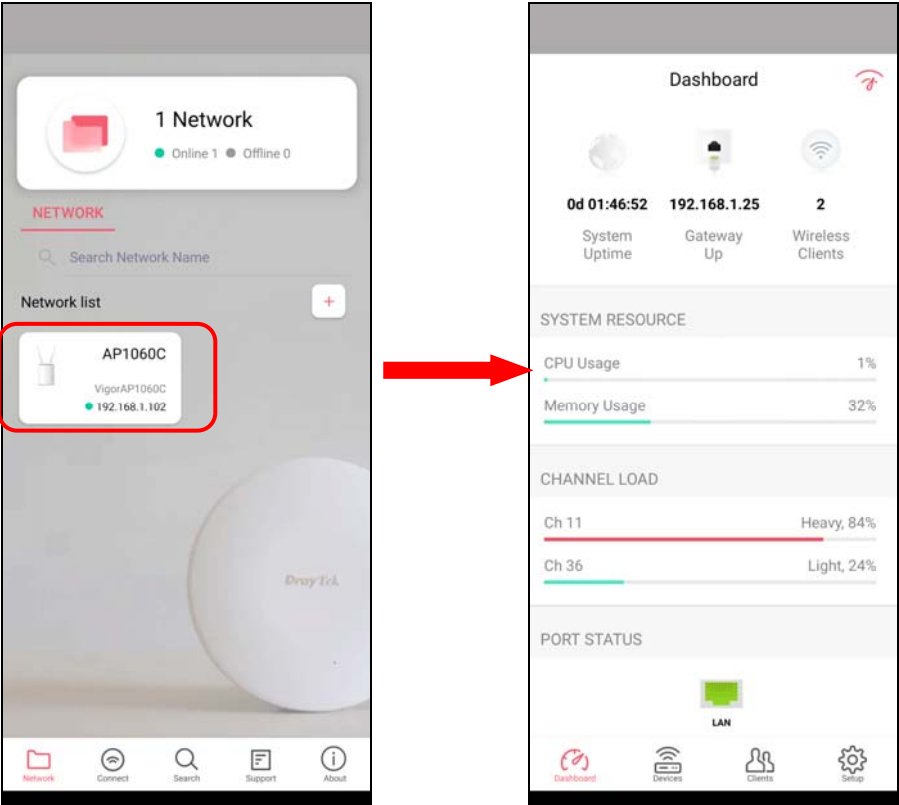 1 Network
Online 1 Offline 0
NETWORK
Search Network Name
Network list
+
AP1060C
VigorAP1060C
192.168.1.102
DrayTek
Network Connect Search Support About
Dashboard
0d 01:46:52 192.168.1.25 2
System Gateway Wireless
Uptime Up Clients
SYSTEM RESOURCE
CPU Usage 1%
Memory Usage 32%
CHANNEL LOAD
Ch 11 Heavy, 84%
Ch 36 Light, 24%
PORT STATUS
LAN
Dashboard Devices Clients Setup